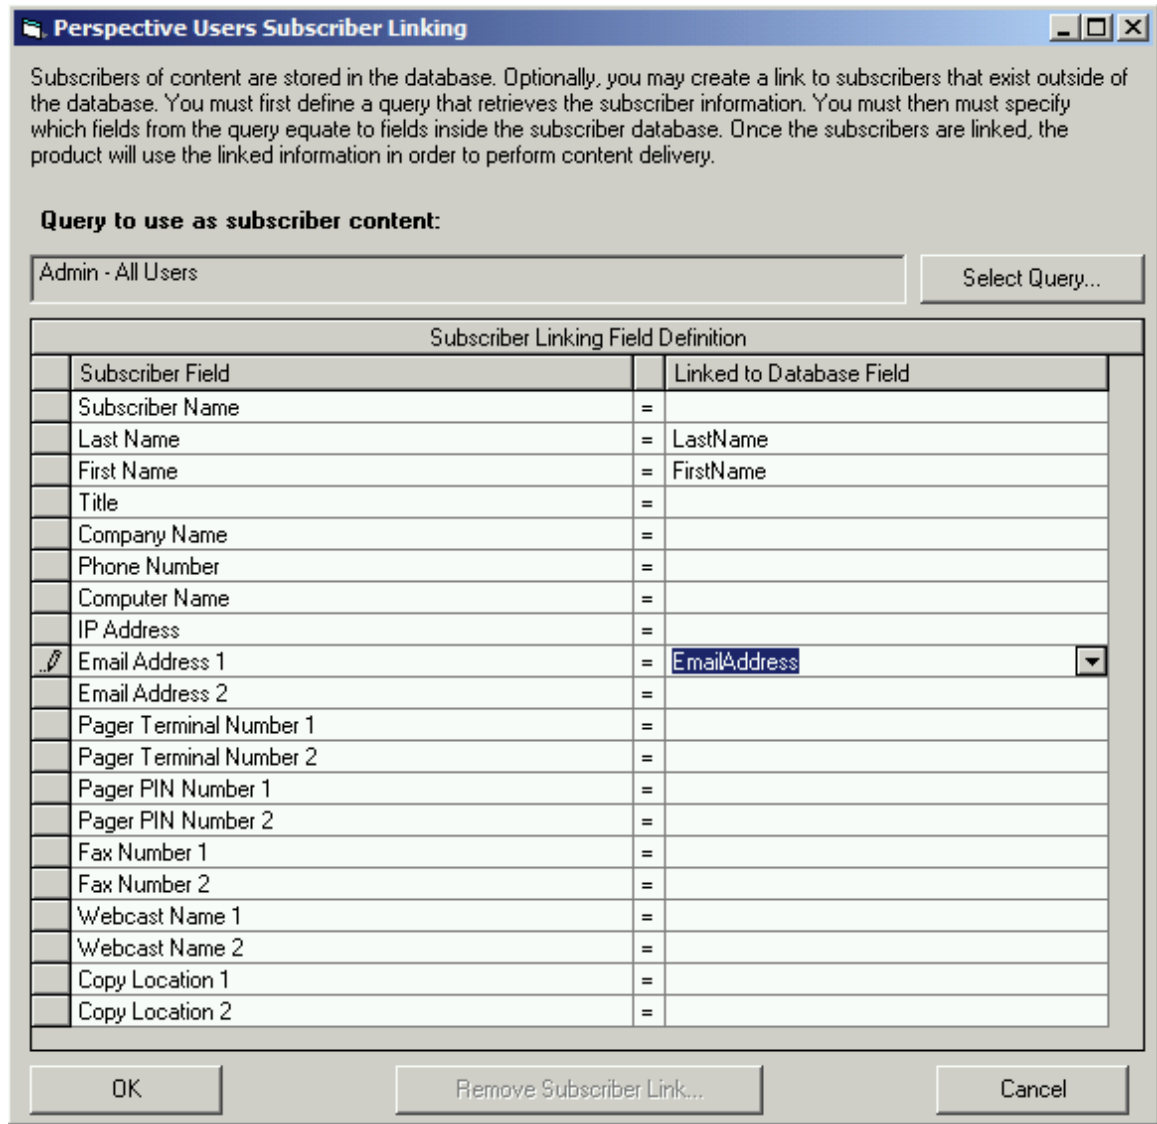 Perspective Users Subscriber Linking
Subscribers of content are stored in the database. Optionally, you may create a link to subscribers that exist outside of
the database. You must first define a query that retrieves the subscriber information. You must then must specify
which fields from the query equate to fields inside the subscriber database. Once the subscribers are linked, the
product will use the linked information in order to perform content delivery.
Query to use as subscriber content:
Admin - All Users
Select Query...
Subscriber Linking Field Definition
Subscriber Field Linked to Database Field
Subscriber Name =
Last Name = LastName
First Name = FirstName
Title =
Company Name =
Phone Number =
Computer Name =
IP Address =
Email Address 1 = EmailAddress
Email Address 2 =
Pager Terminal Number 1 =
Pager Terminal Number 2 =
Pager PIN Number 1 =
Pager PIN Number 2 =
Fax Number 1 =
Fax Number 2 =
Webcast Name 1 =
Webcast Name 2 =
Copy Location 1 =
Copy Location 2 =
OK Remove Subscriber Link... Cancel